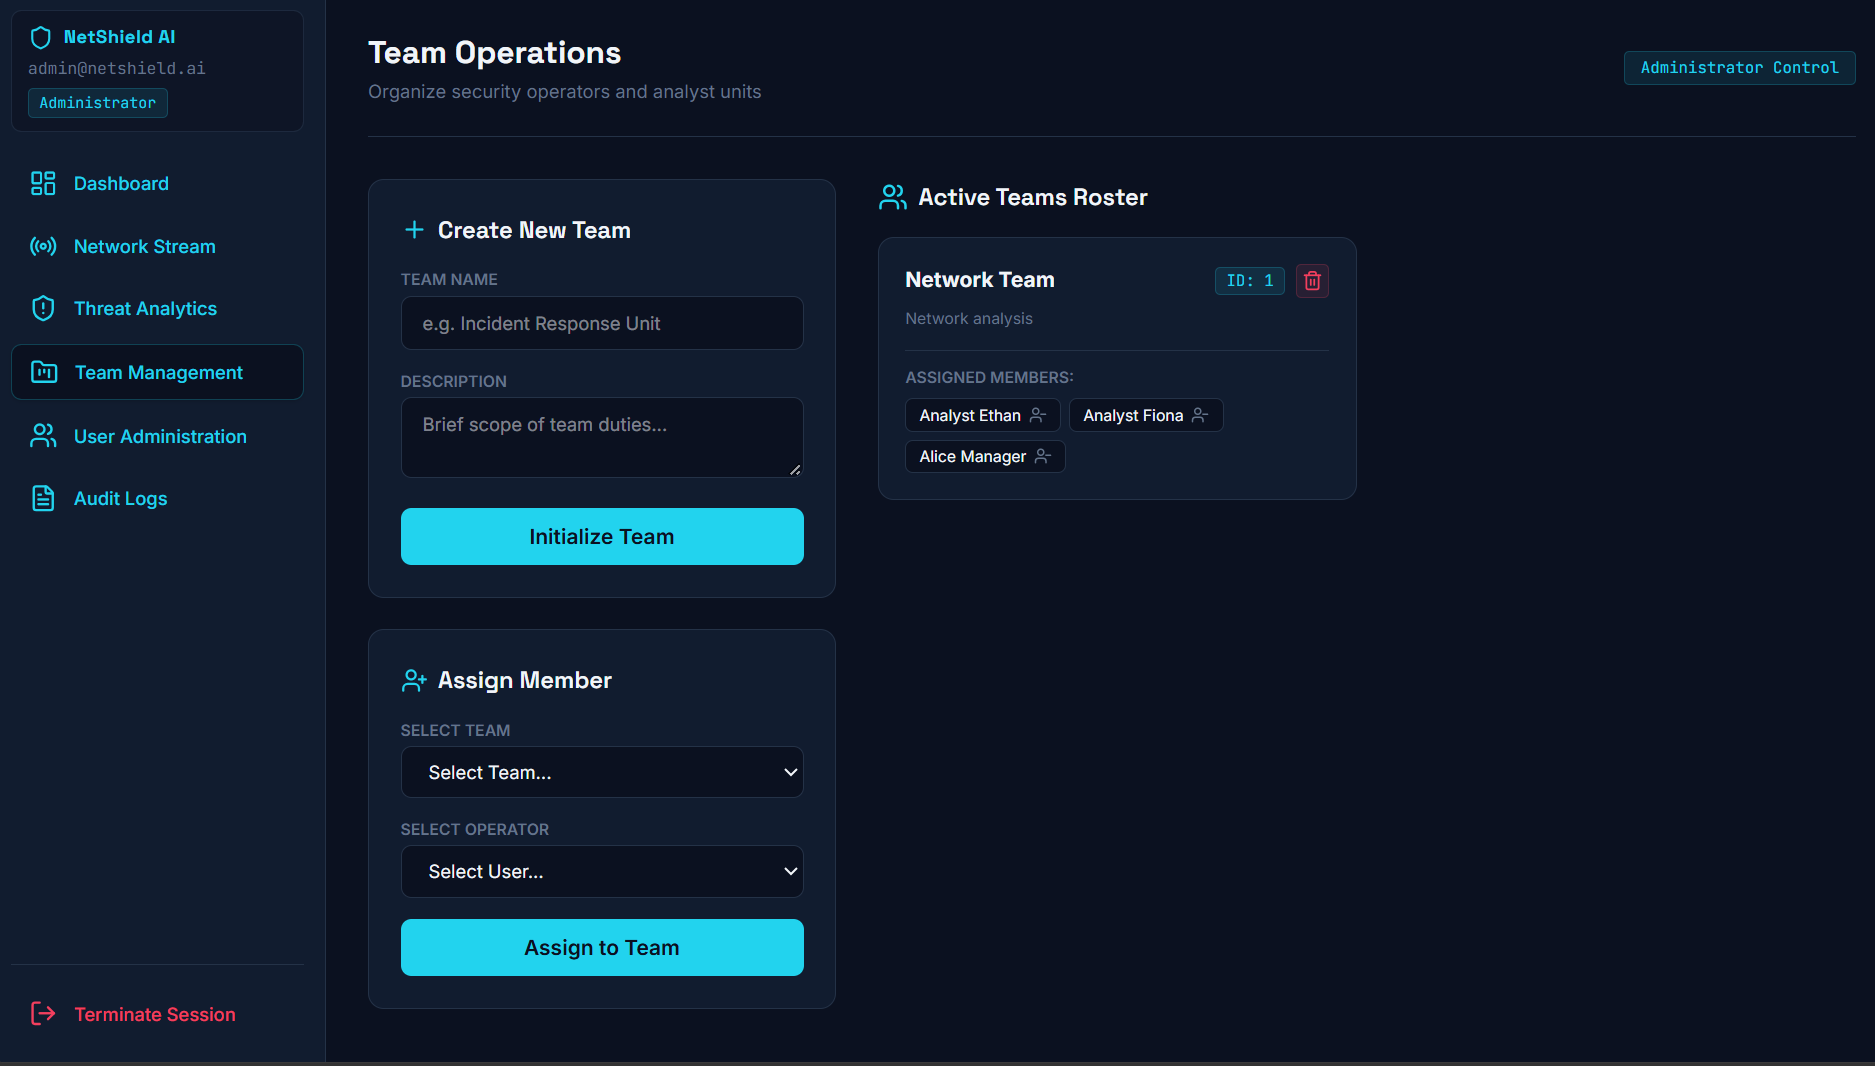 NetShield AI
admin@netshield.ai
Administrator
Dashboard
Network Stream
Threat Analytics
Team Management
User Administration
Audit Logs
Terminate Session
Team Operations
Organize security operators and analyst units
Administrator Control
Create New Team
TEAM NAME
e.g. Incident Response Unit
DESCRIPTION
Brief scope of team duties...
Initialize Team
Assign Member
SELECT TEAM
Select Team...
SELECT OPERATOR
Select User...
Assign to Team
Active Teams Roster
Network Team
ID: 1
Network analysis
ASSIGNED MEMBERS:
Analyst Ethan
Analyst Fiona
Alice Manager